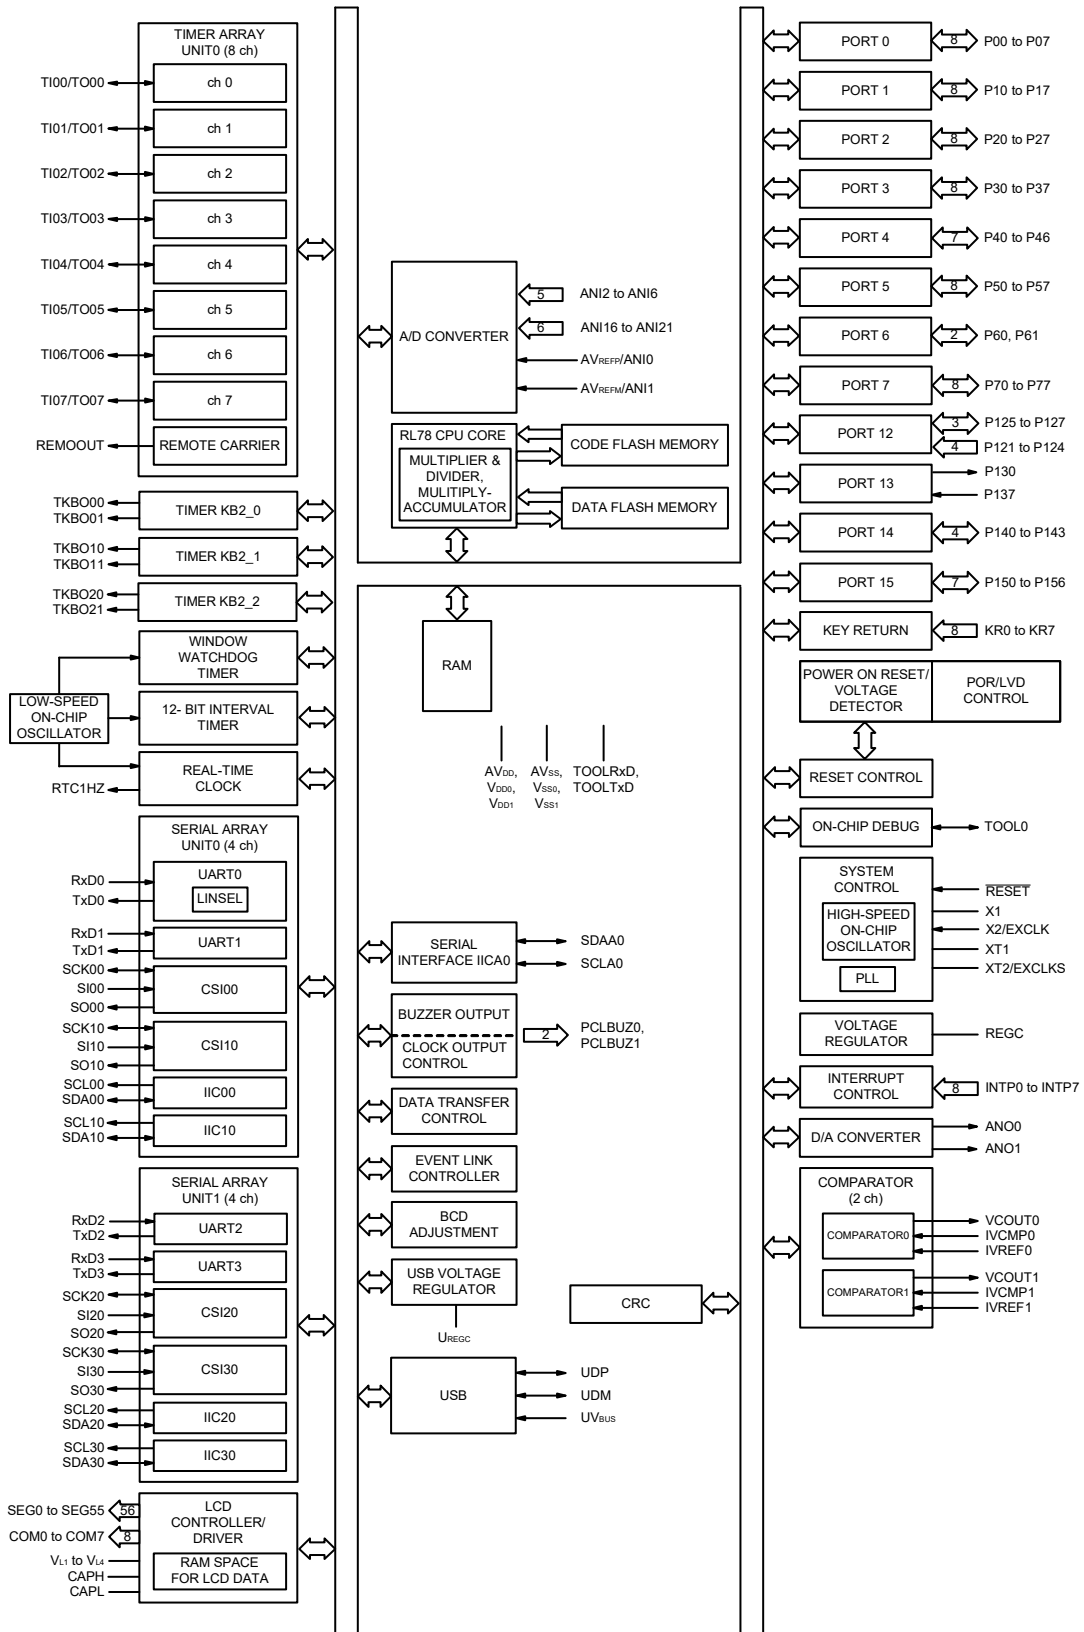 TIMER ARRAY
UNIT0 (8 ch)
TI00/TO00
ch 0
TI01/TO01
ch 1
TI02/TO02
ch 2
TI03/TO03
ch 3
TI04/TO04
ch 4
TI05/TO05
ch 5
TI06/TO06
ch 6
TI07/TO07
ch 7
REMOOUT
REMOTE CARRIER
TKBO00
TKBO01
TIMER KB2_0
TKBO10
TKBO11
TIMER KB2_1
TKBO20
TKBO21
TIMER KB2_2
WINDOW
WATCHDOG
TIMER
LOW-SPEED
ON-CHIP
OSCILLATOR
12- BIT INTERVAL
TIMER
REAL-TIME
CLOCK
RTC1HZ
SERIAL ARRAY
UNIT0 (4 ch)
RxD0
TxD0
UART0
LINSEL
RxD1
TxD1
UART1
SCK00
SI00
SO00
CSI00
SCK10
SI10
SO10
CSI10
SCL00
SDA00
IIC00
SCL10
SDA10
IIC10
SERIAL ARRAY
UNIT1 (4 ch)
RxD2
TxD2
UART2
RxD3
TxD3
UART3
SCK20
SI20
SO20
CSI20
SCK30
SI30
SO30
CSI30
SCL20
SDA20
IIC20
SCL30
SDA30
IIC30
SEG0 to SEG55
56
COM0 to COM7
8
VL1 to VL4
CAPH
CAPL
LCD
CONTROLLER/
DRIVER
RAM SPACE
FOR LCD DATA
A/D CONVERTER
5
ANI2 to ANI6
6
ANI16 to ANI21
AVREFP/ANI0
AVREFM/ANI1
RL78 CPU CORE
MULTIPLIER &
DIVIDER,
MULITIPLY-
ACCUMULATOR
CODE FLASH MEMORY
DATA FLASH MEMORY
RAM
AVDD,
VDD0,
VDD1
AVSS,
VSS0,
VSS1
TOOLRxD,
TOOLTxD
SERIAL
INTERFACE IICA0
SDAA0
SCLA0
BUZZER OUTPUT
CLOCK OUTPUT
CONTROL
2
PCLBUZ0,
PCLBUZ1
DATA TRANSFER
CONTROL
EVENT LINK
CONTROLLER
BCD
ADJUSTMENT
USB VOLTAGE
REGULATOR
UREGC
CRC
USB
UDP
UDM
UVBUS
PORT 0
8
P00 to P07
PORT 1
8
P10 to P17
PORT 2
8
P20 to P27
PORT 3
8
P30 to P37
PORT 4
7
P40 to P46
PORT 5
8
P50 to P57
PORT 6
2
P60, P61
PORT 7
8
P70 to P77
PORT 12
3
P125 to P127
4
P121 to P124
PORT 13
P130
P137
PORT 14
4
P140 to P143
PORT 15
7
P150 to P156
KEY RETURN
8
KR0 to KR7
POWER ON RESET/
VOLTAGE
DETECTOR
POR/LVD
CONTROL
RESET CONTROL
ON-CHIP DEBUG
TOOL0
SYSTEM
CONTROL
HIGH-SPEED
ON-CHIP
OSCILLATOR
PLL
RESET
X1
X2/EXCLK
XT1
XT2/EXCLKS
VOLTAGE
REGULATOR
REGC
INTERRUPT
CONTROL
8
INTP0 to INTP7
D/A CONVERTER
ANO0
ANO1
COMPARATOR
(2 ch)
COMPARATOR0
VCOUT0
IVCMP0
IVREF0
COMPARATOR1
VCOUT1
IVCMP1
IVREF1